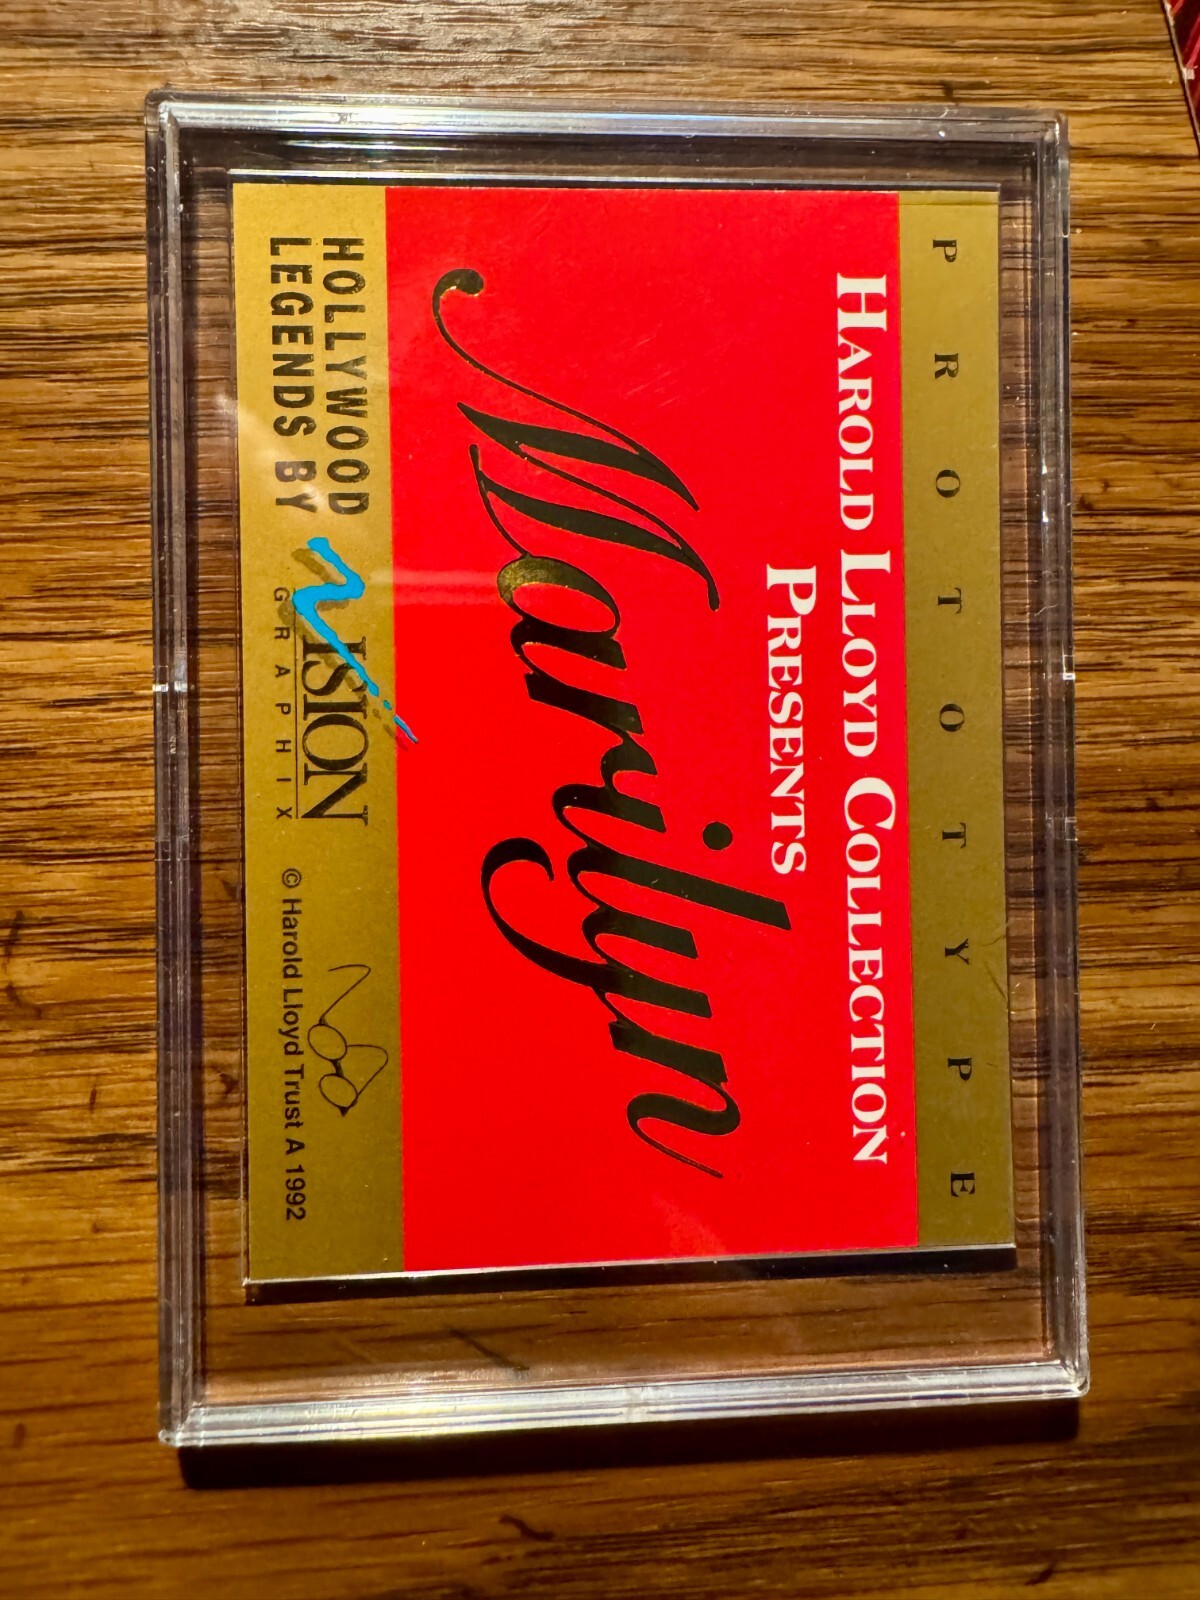 PROTOTYPE
HAROLD LLOYD COLLECTION
PRESENTS
Marilyn
HOLLYWOOD
LEGENDS BY
VISION
GRAPHIX
© Harold Lloyd Trust A 1992